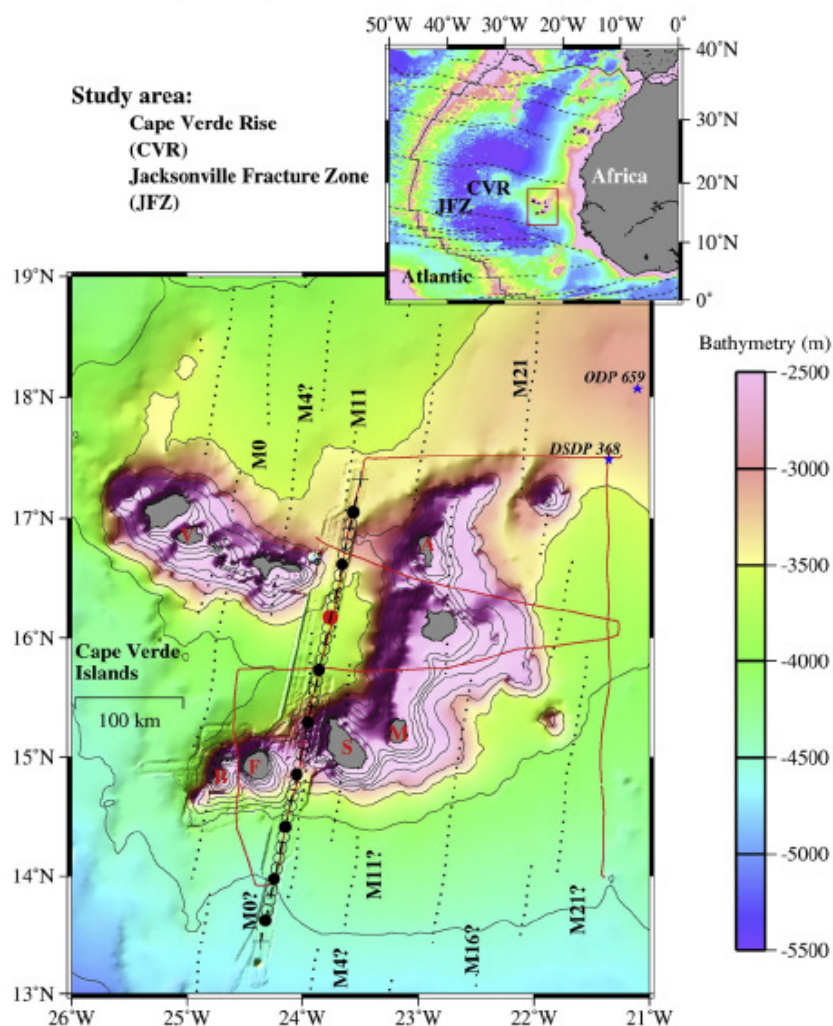 50°W 40°W 30°W 20°W 10°W 0°
40°N
Study area:
Cape Verde Rise
(CVR)
Jacksonville Fracture Zone
(JFZ)
30°N
Africa
CVR
20°N
JFZ
10°N
Atlantic
0°
19°N
Bathymetry (m)
-2500
ODP 659
M21
18°N
M4?
M11
M0
DSDP 368
-3000
17°N
V
A
-3500
16°N
Cape Verde
Islands
-4000
100 km
S
M
-4500
15°N
B
F
14°N
-5000
M11?
M0?
M21?
M16?
M4?
-5500
13°N
26°W 25°W 24°W 23°W 22°W 21°W